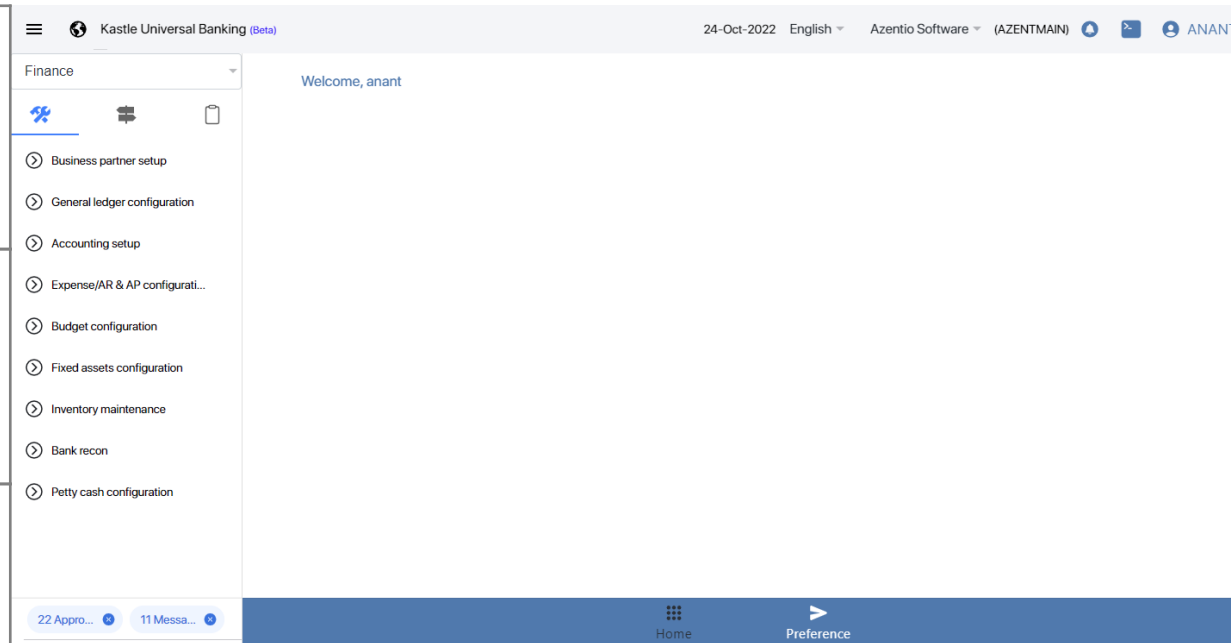 Kastle Universal Banking (Beta)
24-Oct-2022 English Azentio Software (AZENTMAIN) ANANT
Finance
Welcome, anant
Business partner setup
General ledger configuration
Accounting setup
Expense/AR & AP configurati...
Budget configuration
Fixed assets configuration
Inventory maintenance
Bank recon
Petty cash configuration
22 Appro... 11 Messa...
Home
Preference